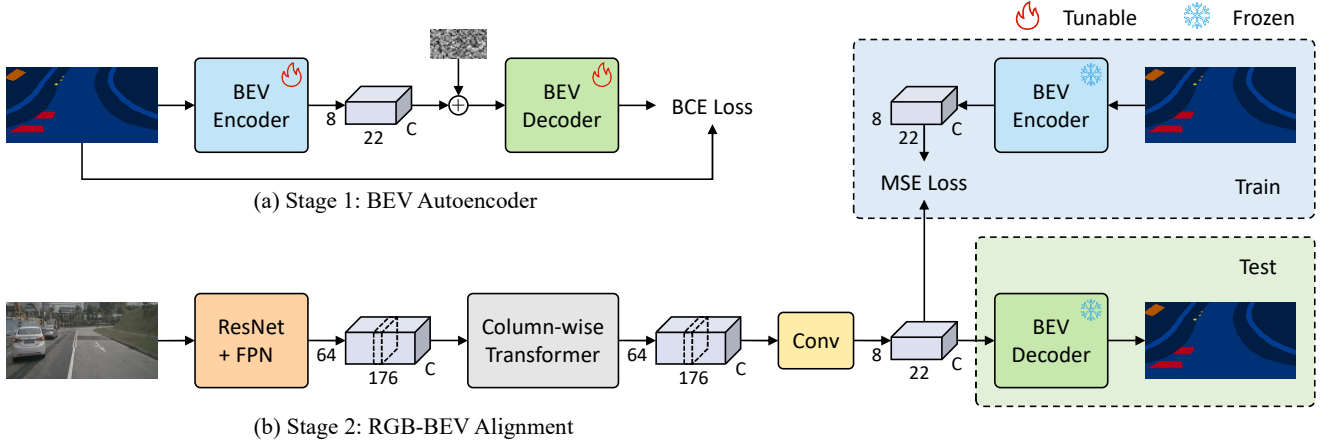 Tunable
Frozen
BEV
Encoder
8
22
C
BEV
Decoder
BCE Loss
(a) Stage 1: BEV Autoencoder
8
22
C
BEV
Encoder
MSE Loss
Train
Test
ResNet
+ FPN
64
176
C
Column-wise
Transformer
64
176
C
Conv
8
22
C
BEV
Decoder
(b) Stage 2: RGB-BEV Alignment